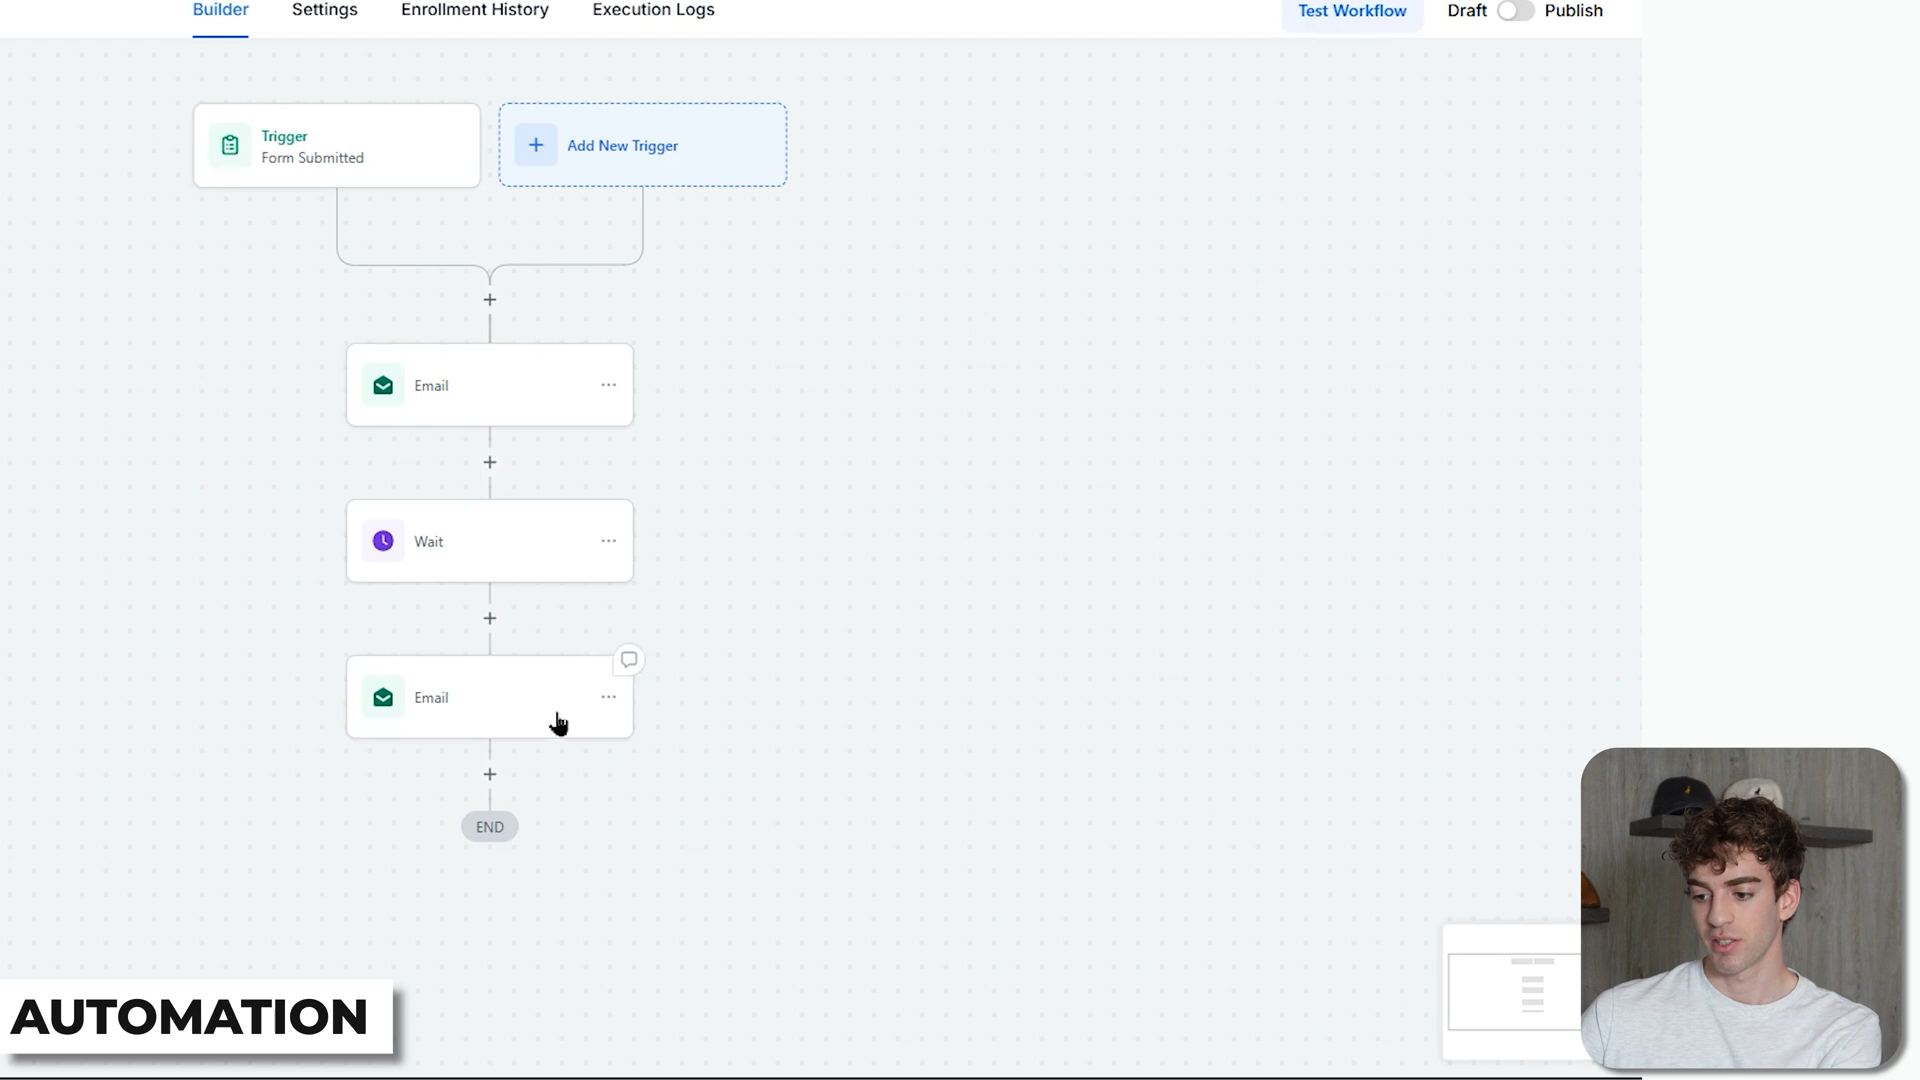 Builder
Settings
Enrollment History
Execution Logs
Test Workflow
Draft
Publish
Trigger
Form Submitted
Add New Trigger
Email
Wait
Email
END
AUTOMATION